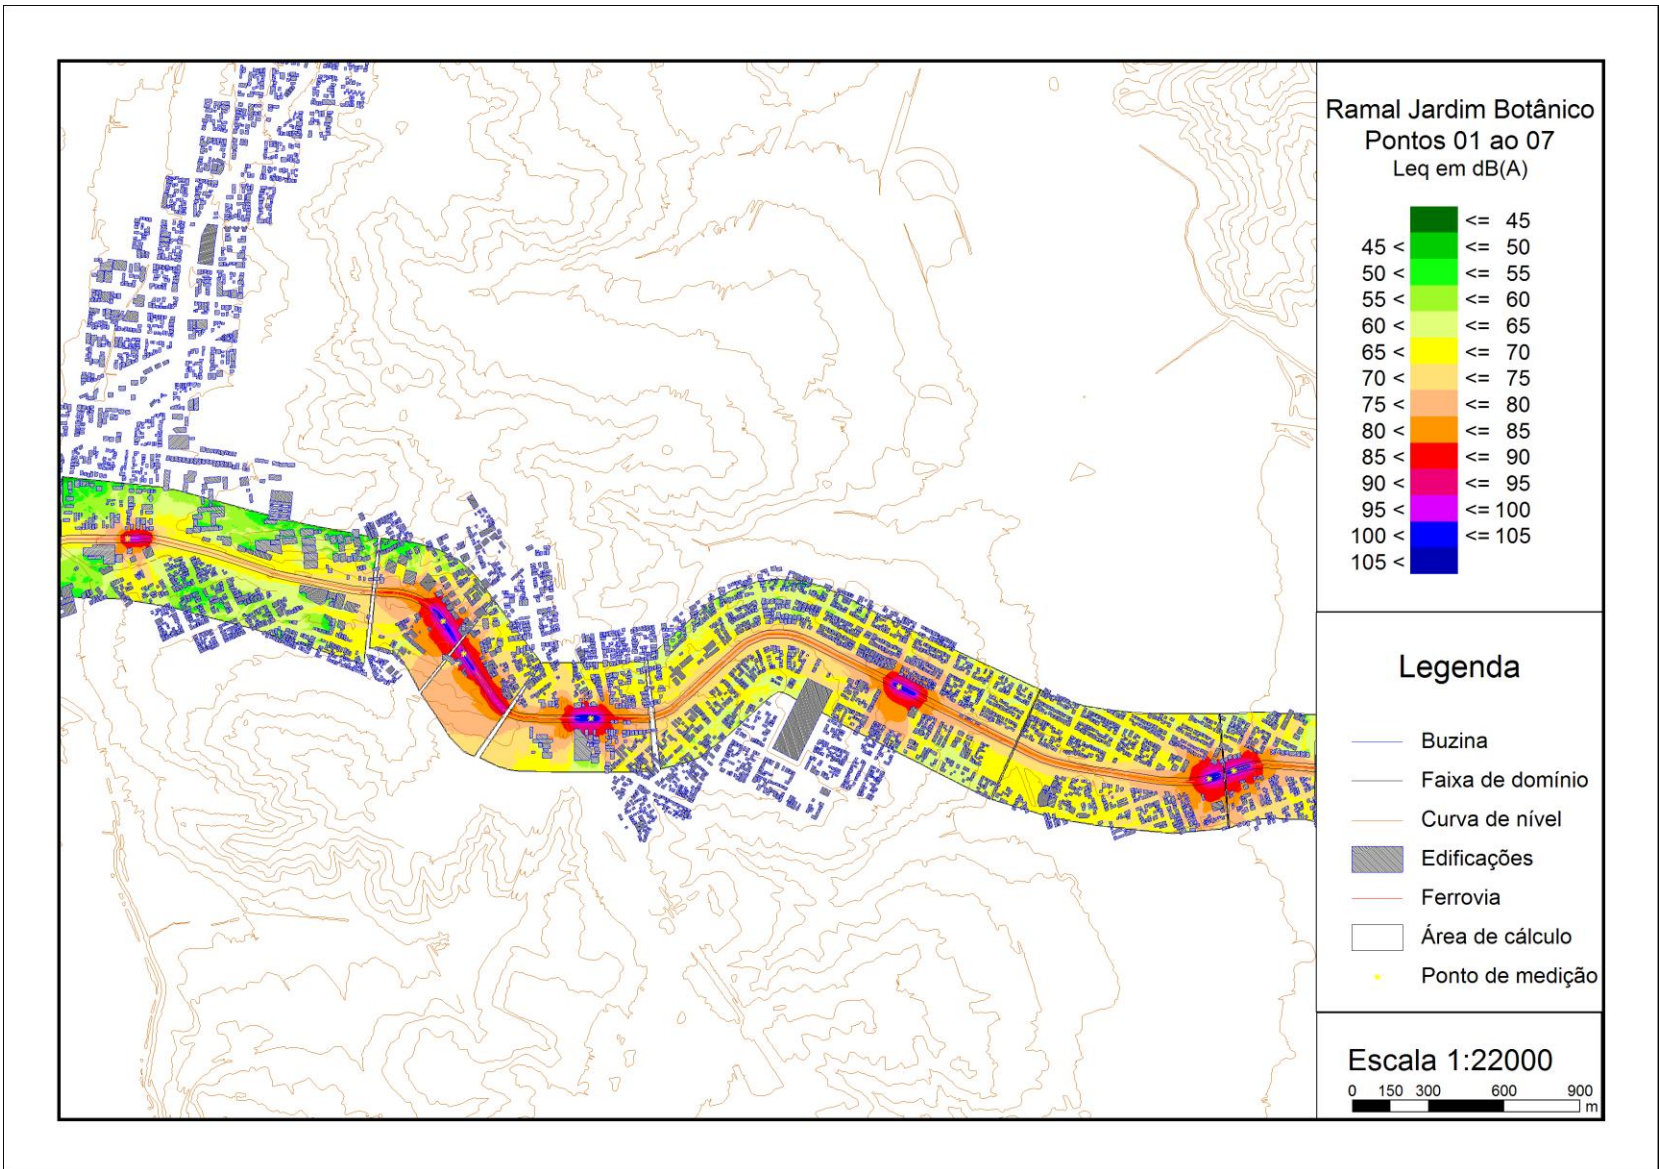 Ramal Jardim Botânico
Pontos 01 ao 07
Leq em dB(A)
<= 45
45 < <= 50
50 < <= 55
55 < <= 60
60 < <= 65
65 < <= 70
70 < <= 75
75 < <= 80
80 < <= 85
85 < <= 90
90 < <= 95
95 < <= 100
100 < <= 105
105 <
Legenda
Buzina
Faixa de domínio
Curva de nível
Edificações
Ferrovia
Área de cálculo
Ponto de medição
Escala 1:22000
0 150 300 600 900
m